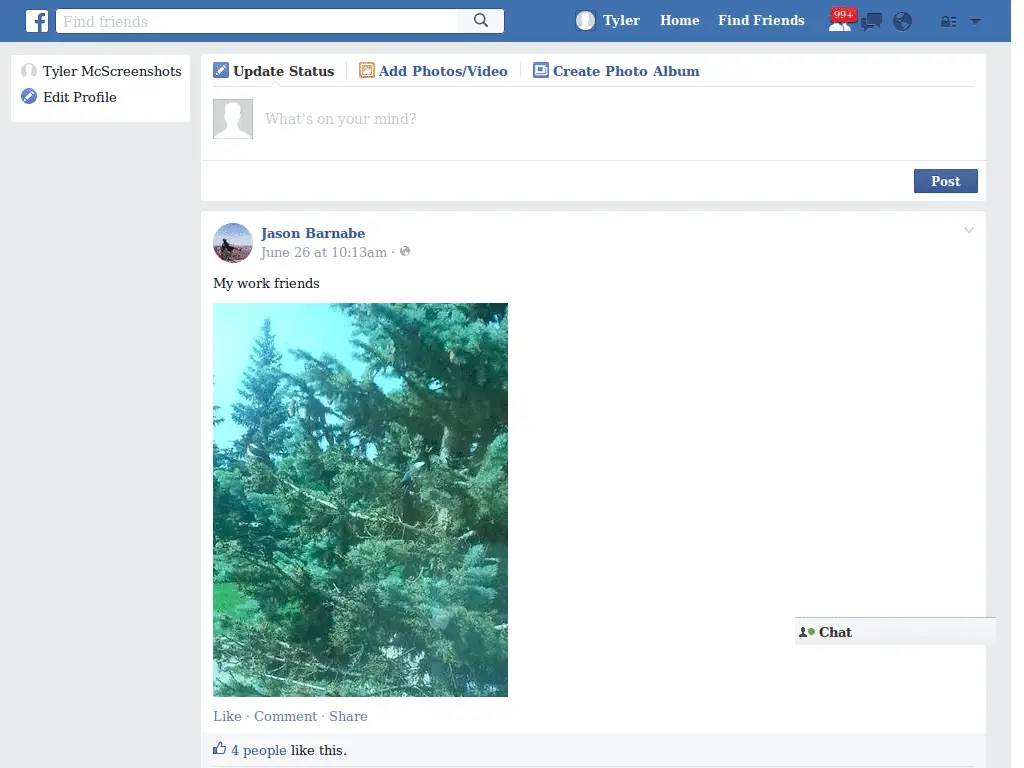 Find friends
Tyler Home Find Friends 99+
Tyler McScreenshots
Edit Profile
Update Status Add Photos/Video Create Photo Album
What's on your mind?
Post
Jason Barnabe
June 26 at 10:13am ·
My work friends
Chat
Like · Comment · Share
4 people like this.